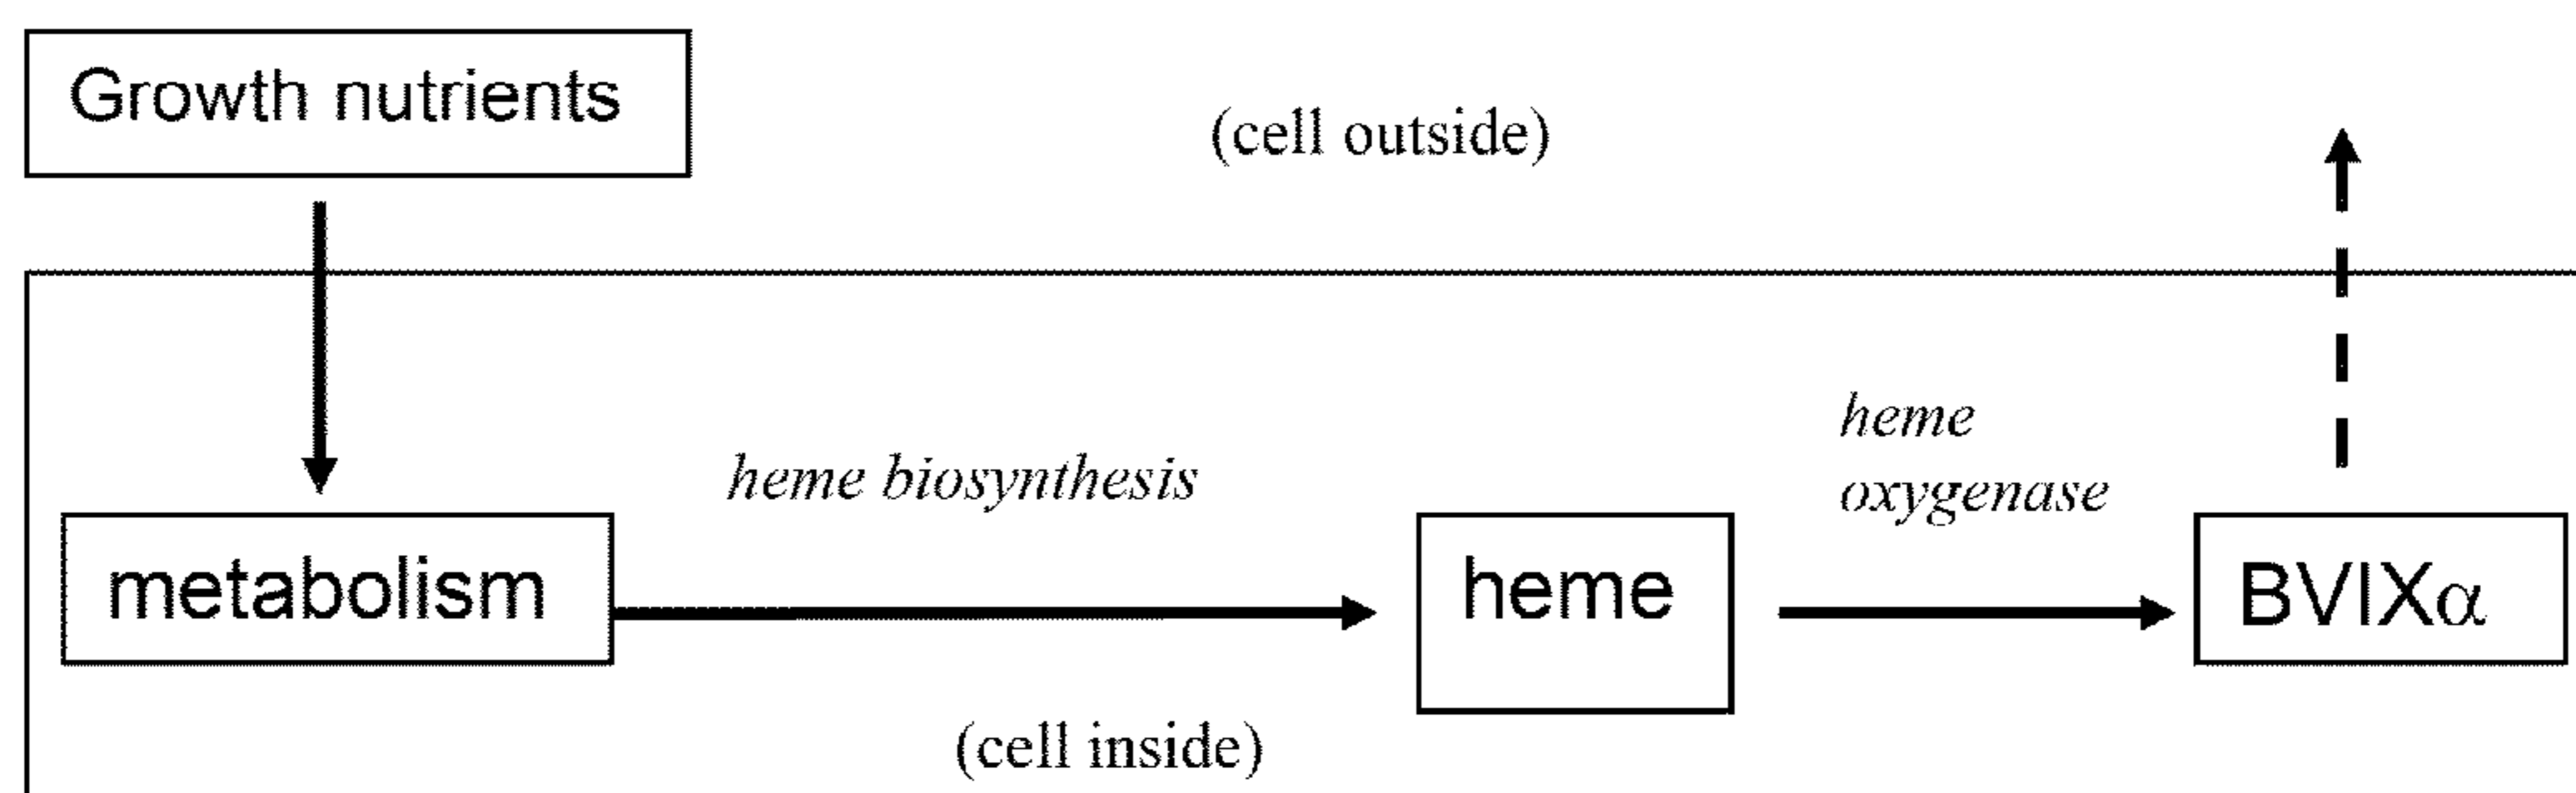 Growth nutrients
(cell outside)
heme biosynthesis
heme
oxygenase
metabolism
heme
BVIXα
(cell inside)